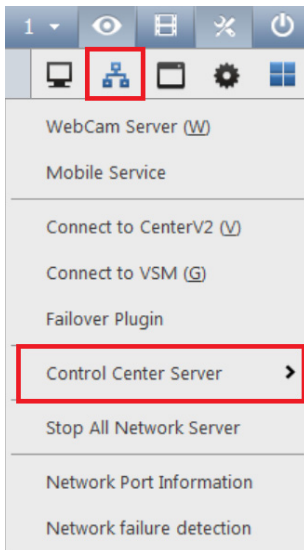 1
WebCam Server (W)
Mobile Service
Connect to CenterV2 (V)
Connect to VSM (G)
Failover Plugin
Control Center Server
Stop All Network Server
Network Port Information
Network failure detection